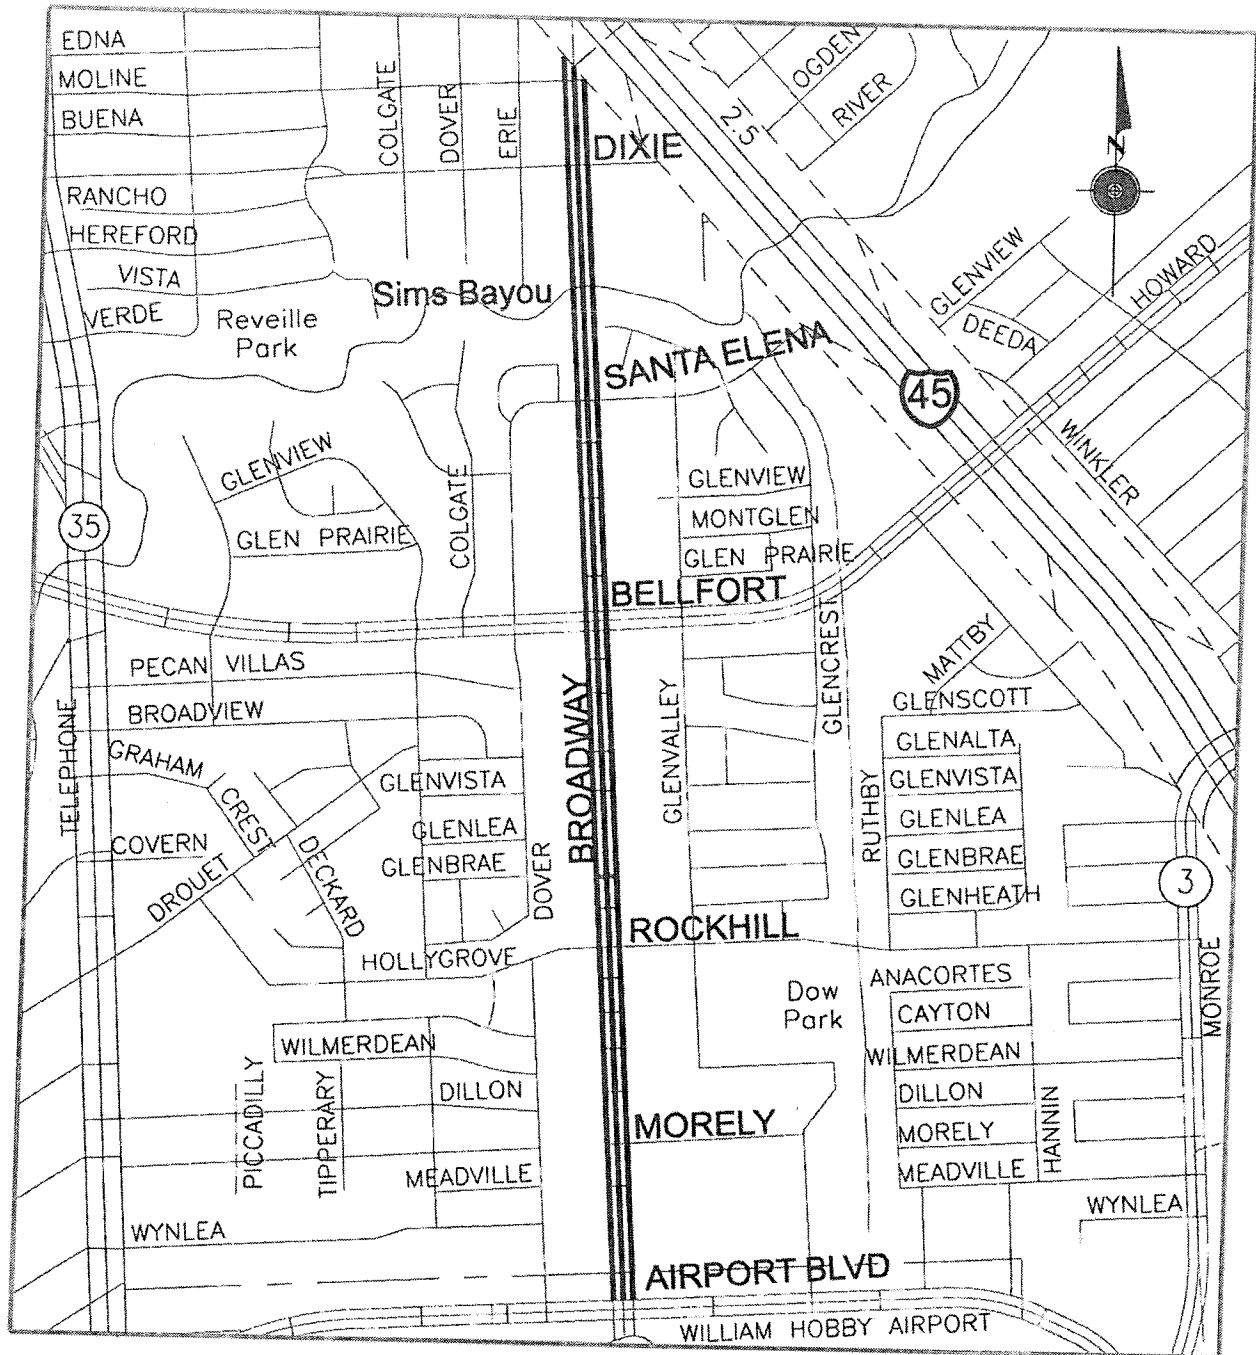 EDNA
MOLINE
BUENA
COLGATE
DOVER
ERIE
DIXIE
2.5
OGDEN
RIVER
N
RANCHO
HEREFORD
VISTA
VERDE
Reveille
Park
Sims Bayou
SANTA ELENA
GLENVIEW
DEEDA
HOWARD
45
WINKLER
GLENVIEW
GLEN PRAIRIE
COLGATE
35
GLENVIEW
MONTGLEN
GLEN PRAIRIE
BELLFORT
GLENCREST
MATTBY
GLENSCOTT
PECAN VILLAS
BROADVIEW
GRAHAM
TELEPHONE
CREST
DECKARD
COVERN
DROUET
GLENVISTA
GLENLEA
GLENBRAE
DOVER
BROADWAY
GLENVALLEY
RUTHBY
GLENALTA
GLENVISTA
GLENLEA
GLENBRAE
GLENHEATH
3
MONROE
ROCKHILL
HOLLYGROVE
Dow
Park
ANACORTES
CAYTON
WILMERDEAN
DILLON
MORELY
MEADVILLE
HANNIN
WYNLEA
WILMERDEAN
PICCADILLY
TIPPERARY
DILLON
MEADVILLE
MORELY
WYNLEA
AIRPORT BLVD
WILLIAM HOBBY AIRPORT